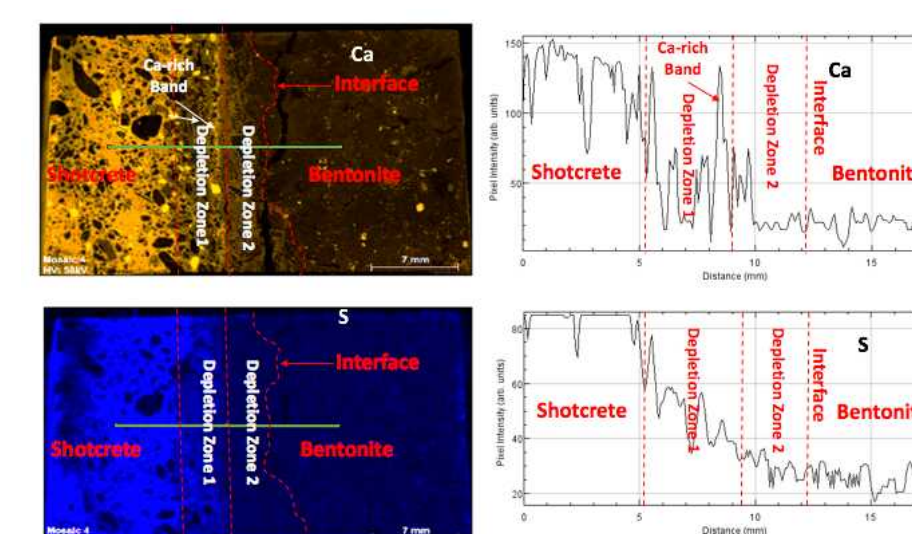 Ca
Ca-rich
Band
Interface
Shotcrete
Depletion Zone1
Depletion Zone 2
Bentonite
Mosaic 4
HV: 50kV
7 mm
Ca-rich
Band
Ca
Depletion Zone 1
Depletion Zone 2
Interface
Shotcrete
Bentonit
Pixel Intensity (arb. units)
150
100
50
0
5
10
15
Distance (mm)
S
Interface
Depletion Zone 1
Depletion Zone 2
Shotcrete
Bentonite
Mosaic 4
7 mm
S
Depletion Zone 1
Depletion Zone 2
Interface
Shotcrete
Bentonit
Pixel Intensity (arb. units)
80
60
40
20
0
5
10
15
Distance (mm)